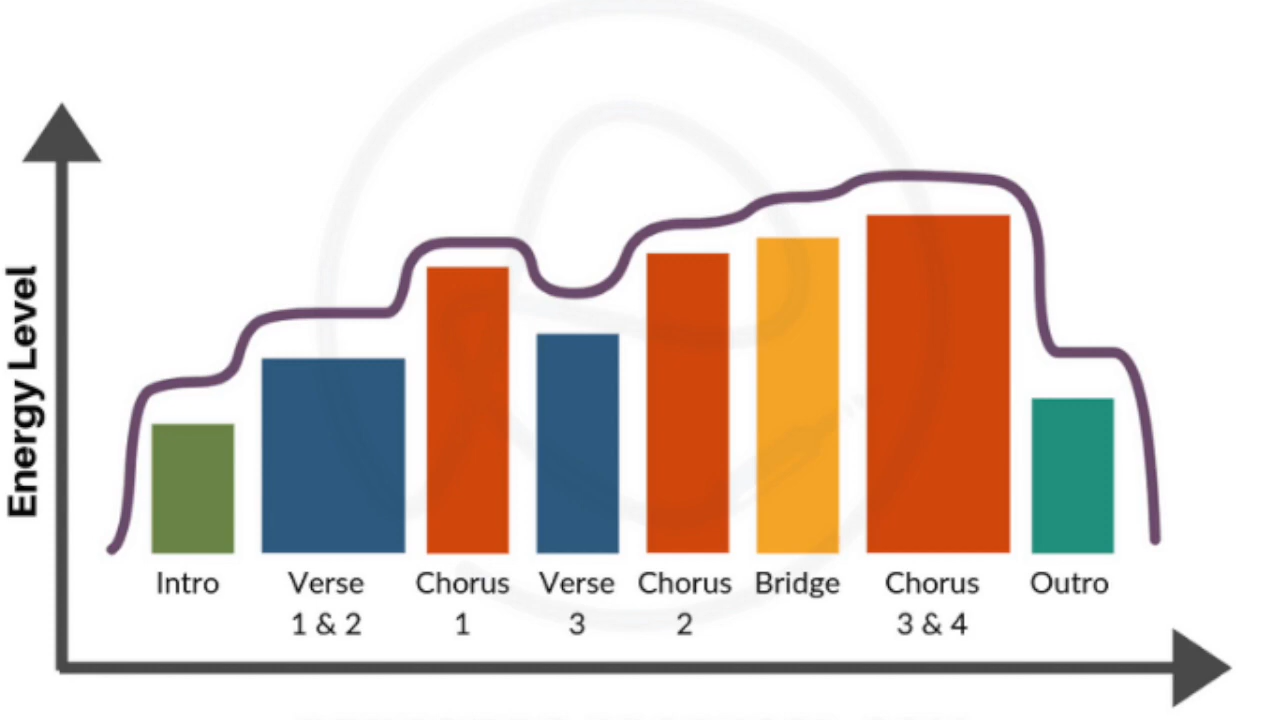 Energy Level
Intro Verse Chorus Verse Chorus Bridge Chorus Outro
1 & 2 1 3 2 3 & 4